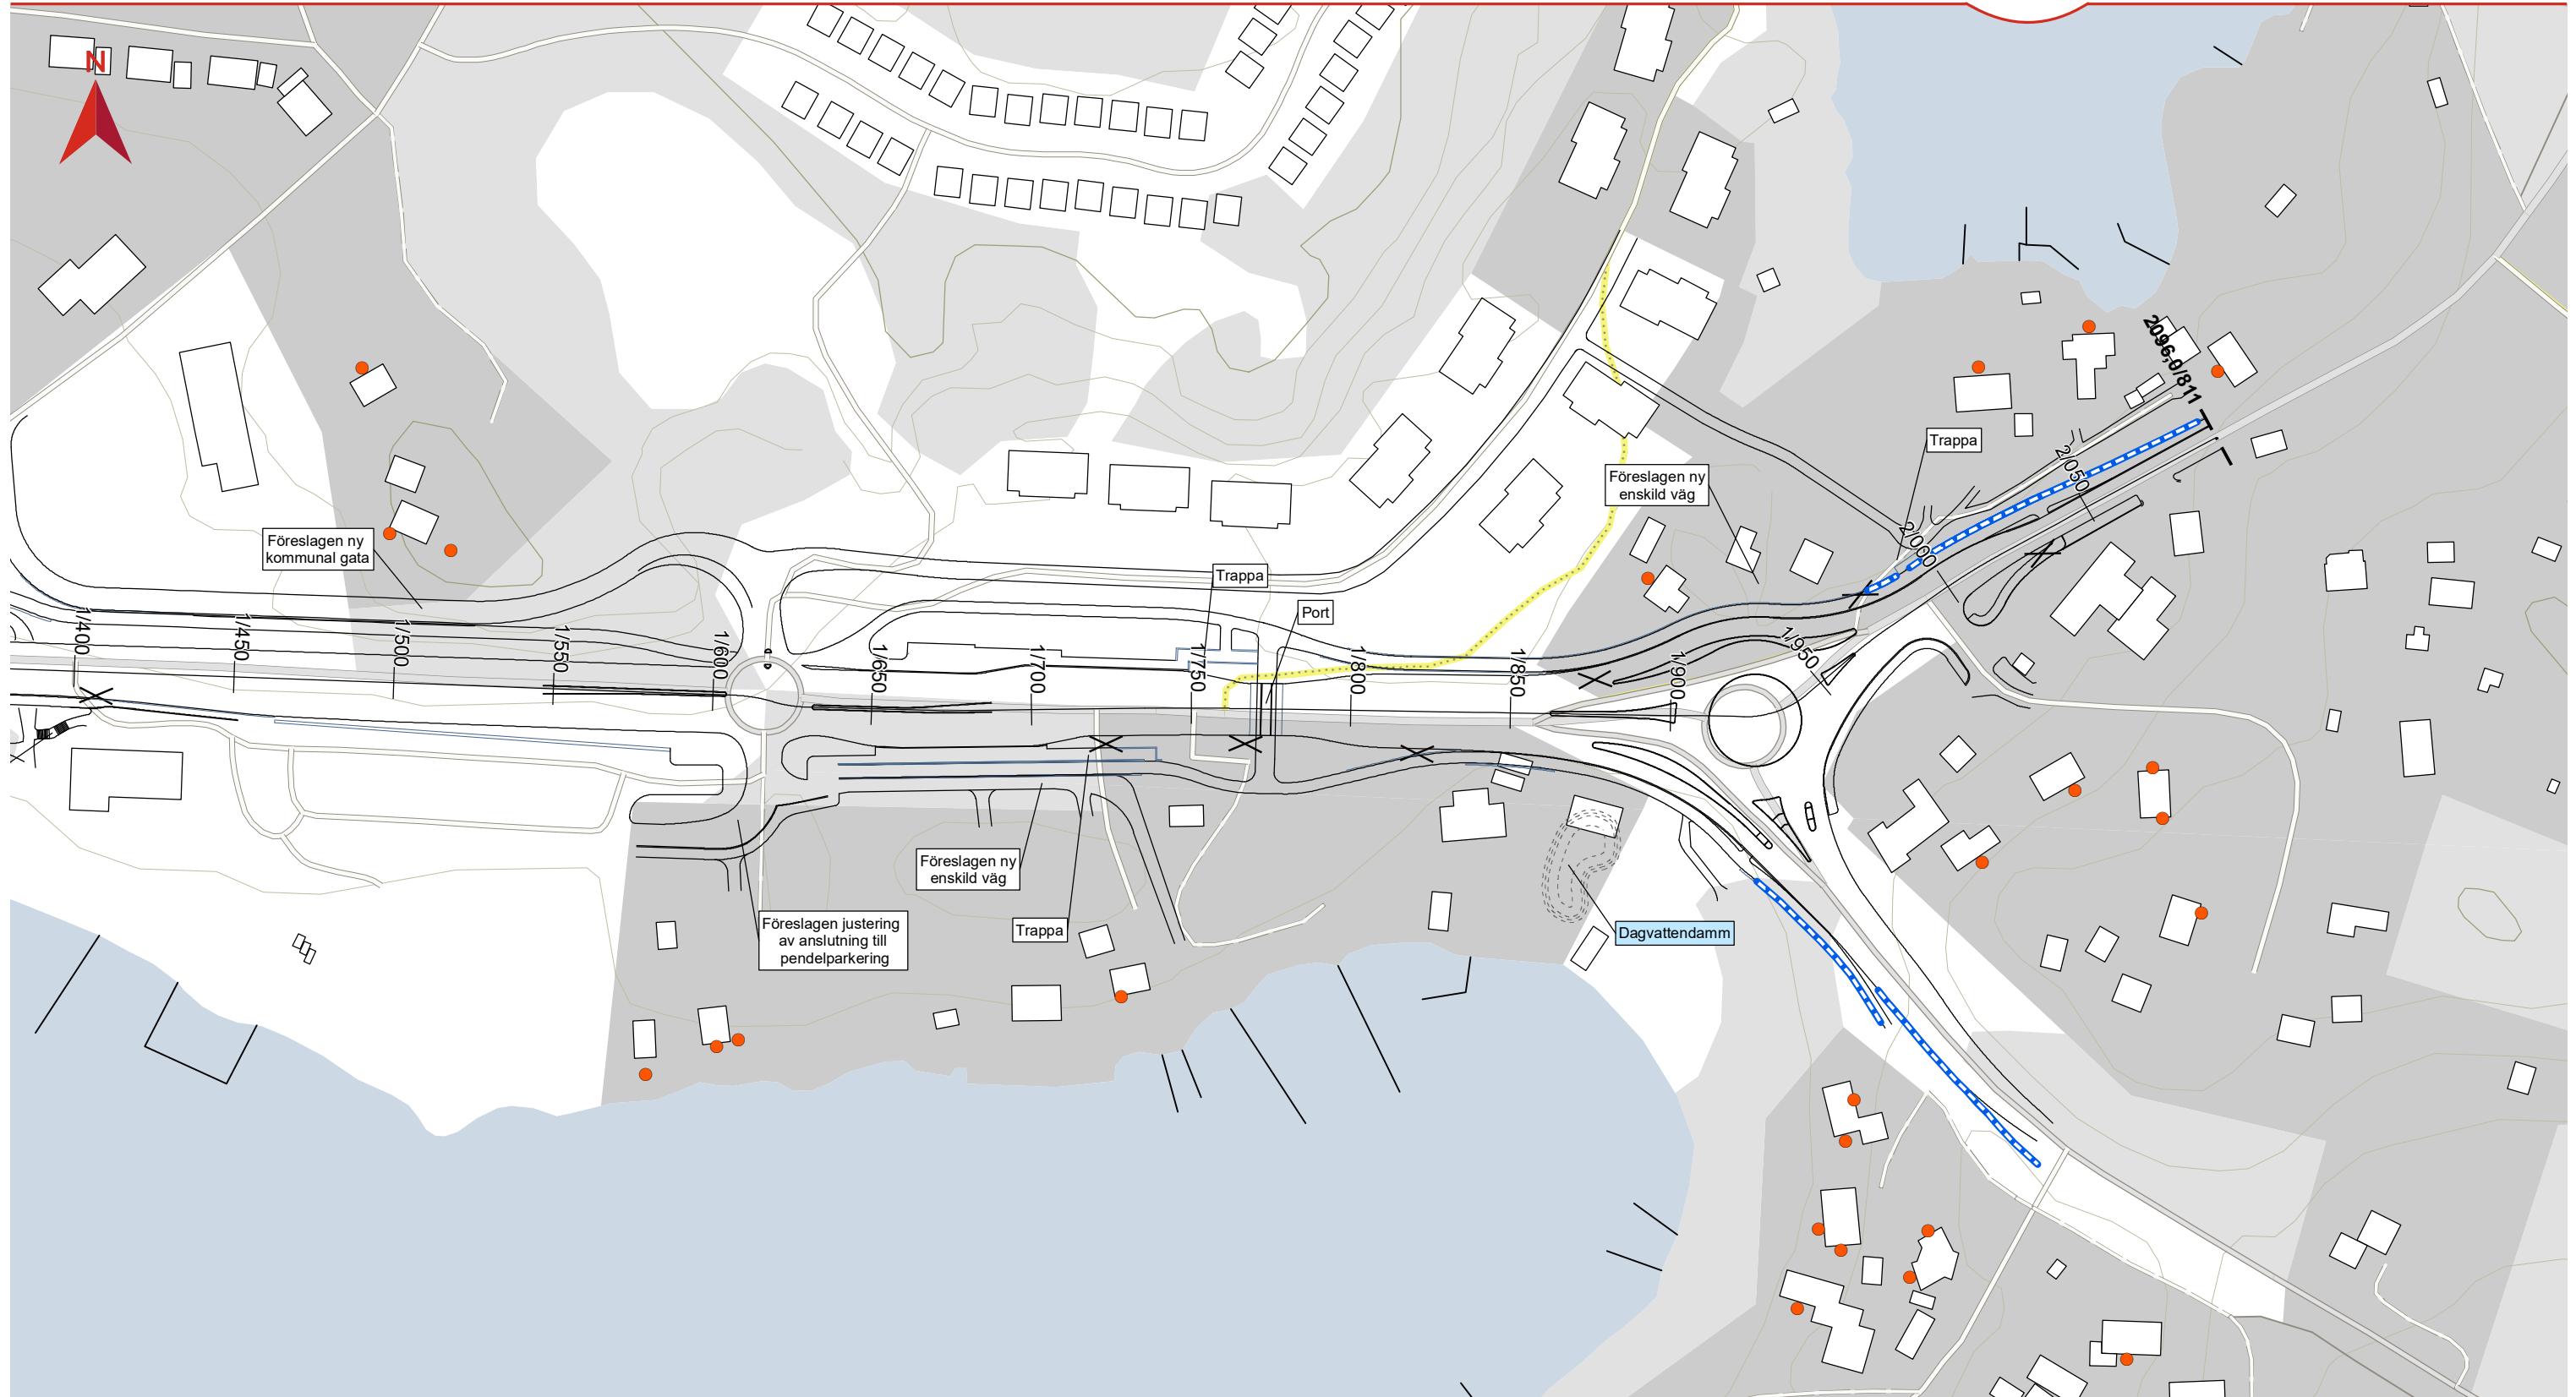 N
2096,0/811
Trappa
Föreslagen ny
enskild väg
2/050
2/000
Föreslagen ny
kommunal gata
Trappa
Port
1/400
1/450
1/500
1/550
1/600
1/650
1/700
1/750
1/800
1/850
1/900
1/950
Föreslagen ny
enskild väg
Föreslagen justering
av anslutning till
pendelparkering
Trappa
Dagvattendamm